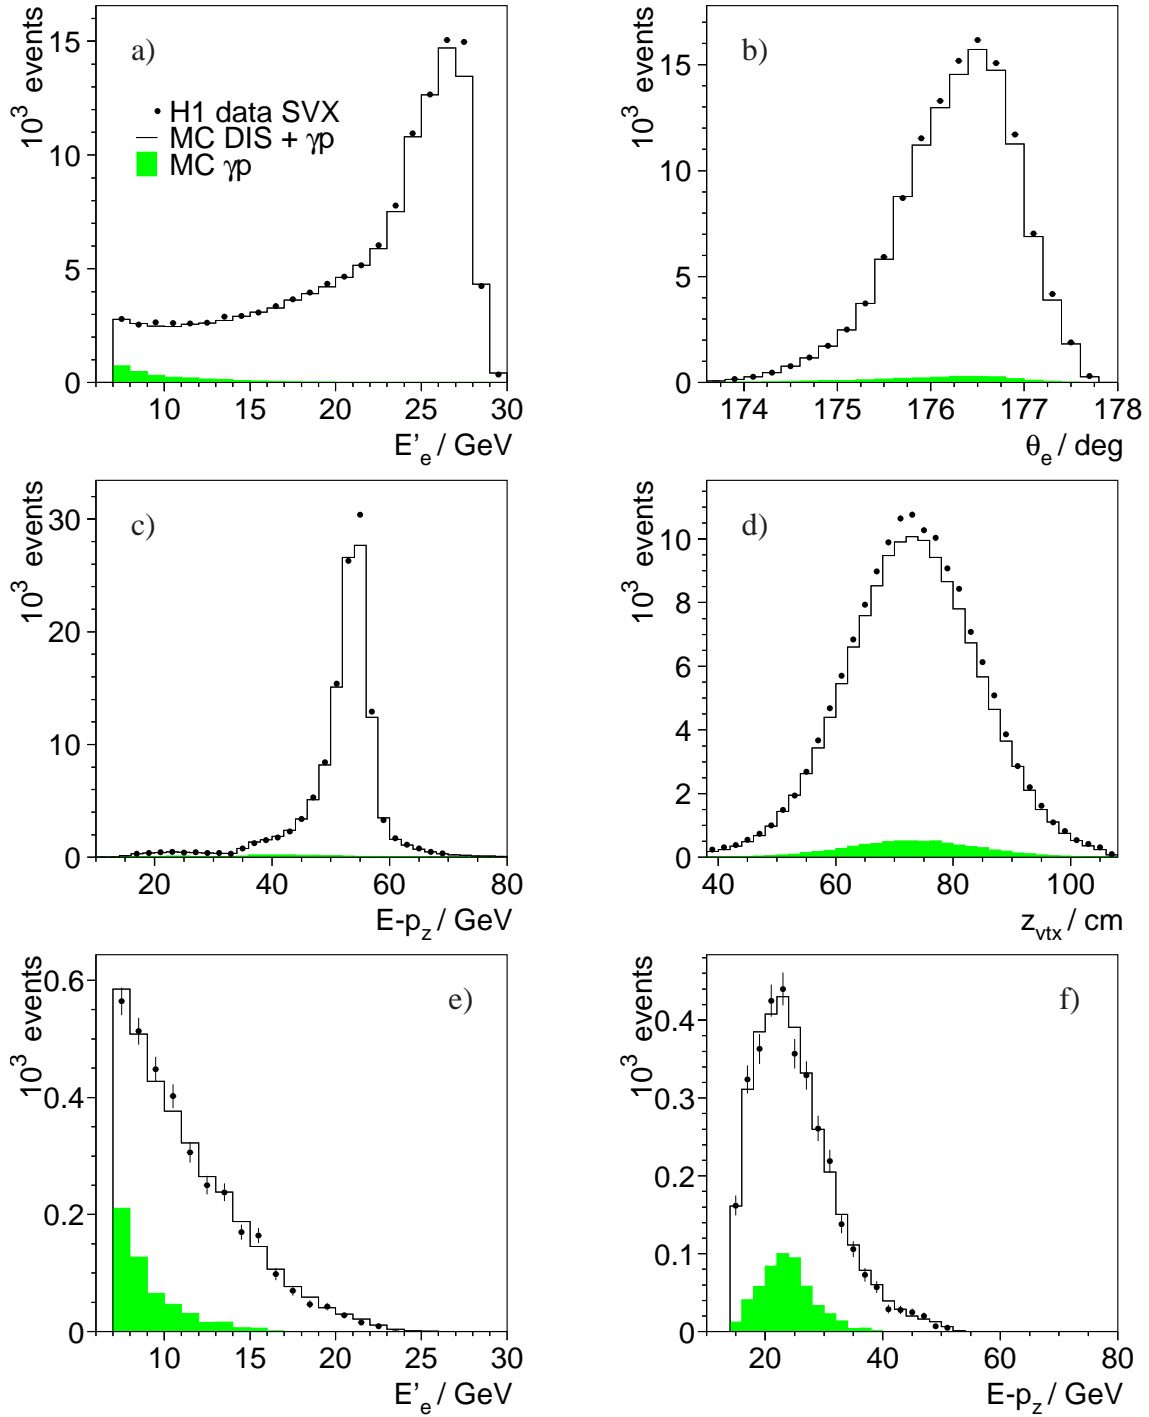 10³ events
a)
15
10
5
0
• H1 data SVX
— MC DIS + γp
MC γp
10 15 20 25 30
E'ₑ / GeV
10³ events
b)
15
10
5
0
174 175 176 177 178
θₑ / deg
10³ events
c)
30
20
10
0
20 40 60 80
E-p_z / GeV
10³ events
d)
10
8
6
4
2
0
40 60 80 100
z_vtx / cm
10³ events
e)
0.6
0.4
0.2
0
10 15 20 25 30
E'ₑ / GeV
10³ events
f)
0.4
0.3
0.2
0.1
0
20 40 60 80
E-p_z / GeV